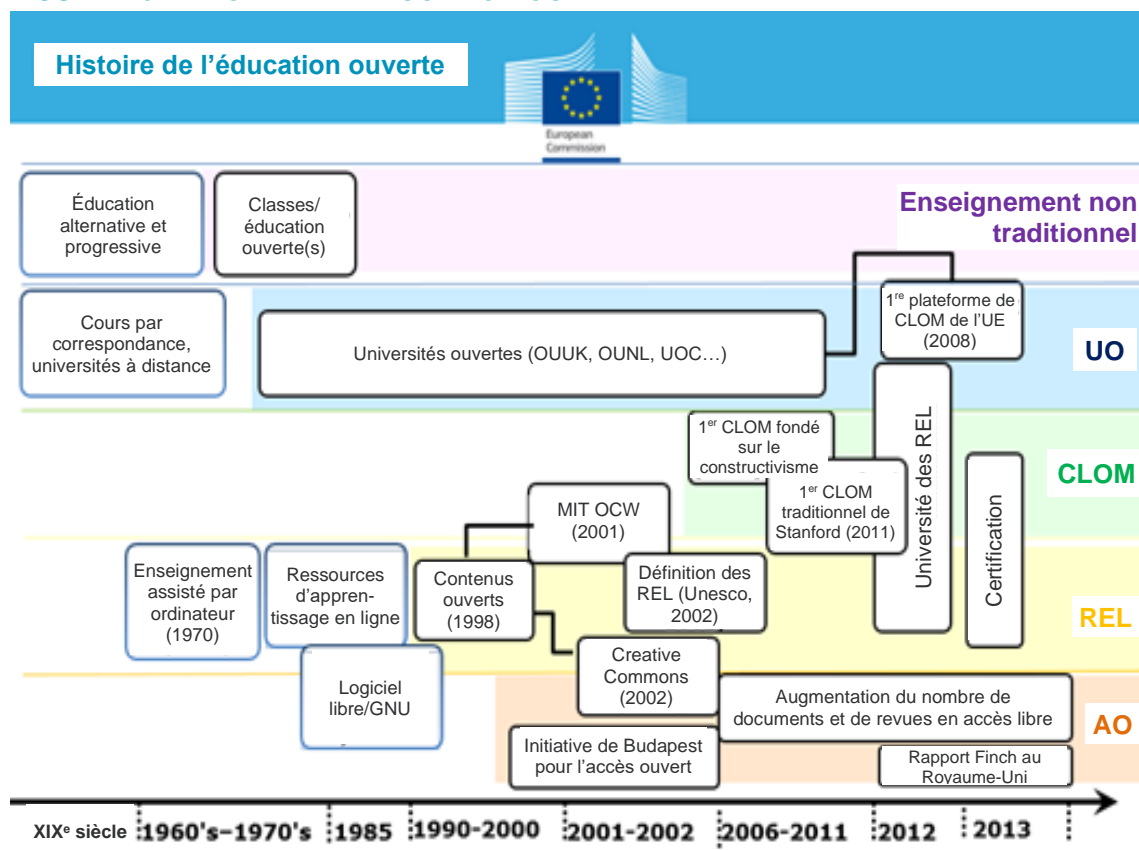 Histoire de l’éducation ouverte
European
Commission
Éducation
alternative et
progressive
Classes/
éducation
ouverte(s)
Enseignement non
traditionnel
Cours par
correspondance,
universités à distance
Universités ouvertes (OUUK, OUNL, UOC…)
1re plateforme de
CLOM de l’UE
(2008)
UO
1er CLOM fondé
sur le
constructivisme
1er CLOM
traditionnel de
Stanford (2011)
Université des REL
Certification
CLOM
MIT OCW
(2001)
Enseignement
assisté par
ordinateur
(1970)
Ressources
d’appren-
tissage en ligne
Contenus
ouverts
(1998)
Définition des
REL (Unesco,
2002)
REL
Logiciel
libre/GNU
Creative
Commons
(2002)
Augmentation du nombre de
documents et de revues en accès libre
AO
Initiative de Budapest
pour l’accès ouvert
Rapport Finch au
Royaume-Uni
XIXe siècle 1960's–1970's 1985 1990-2000 2001-2002 2006-2011 2012 2013